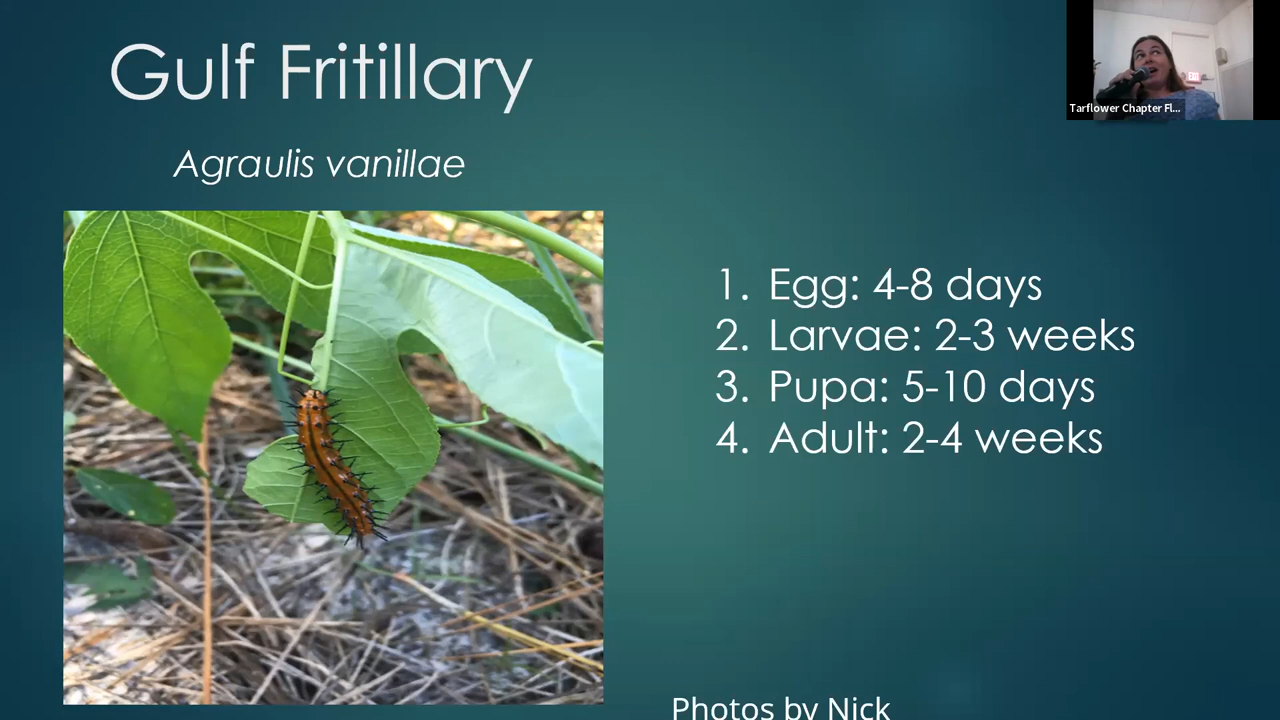 Gulf Fritillary
Agraulis vanillae
Tarflower Chapter Fl...
EXIT
1. Egg: 4-8 days
2. Larvae: 2-3 weeks
3. Pupa: 5-10 days
4. Adult: 2-4 weeks
Photos by Nick